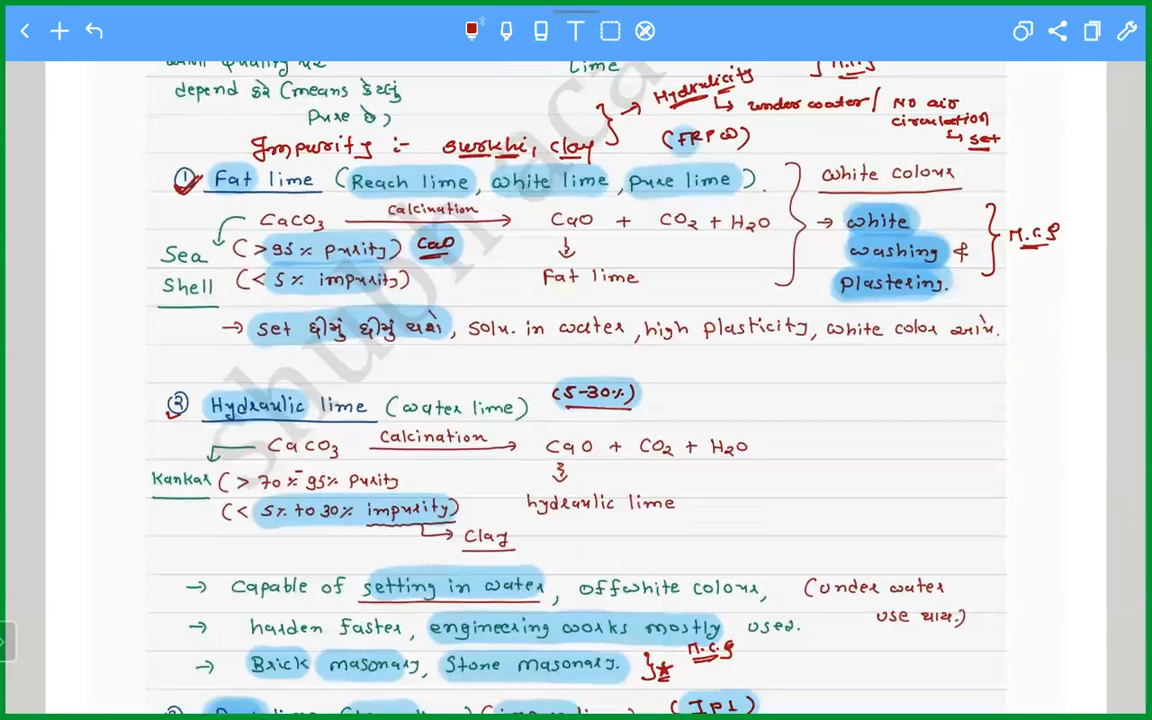 depend કરે (means કેટલું
Pure છે)
lime
Hydraulicity
↳ under water / No air circulation
↳ set
Impurity :- surkhi, clay
① Fat lime (Reach lime, white lime, pure lime).
White colour
CaCO3 Calcination → CaO + CO2 + H2O
→ white washing & plastering.
M.C.Q
Sea Shell
(> 95% purity) CaO
(< 5% impurity)
Fat lime
→ set ધીમું ધીમું થશે, Solu. in water, high plasticity, white color
② Hydraulic lime (water lime) (5-30%)
CaCO3 Calcination → CaO + CO2 + H2O
Kankar (> 70% - 95% Purity
(< 5% to 30% impurity)
hydraulic lime
↳ Clay
→ Capable of setting in water, offwhite colour, (under water use થાય.)
→ harden faster, engineering works mostly used.
→ Brick masonary, Stone masonary. M.C.Q
shubh aca